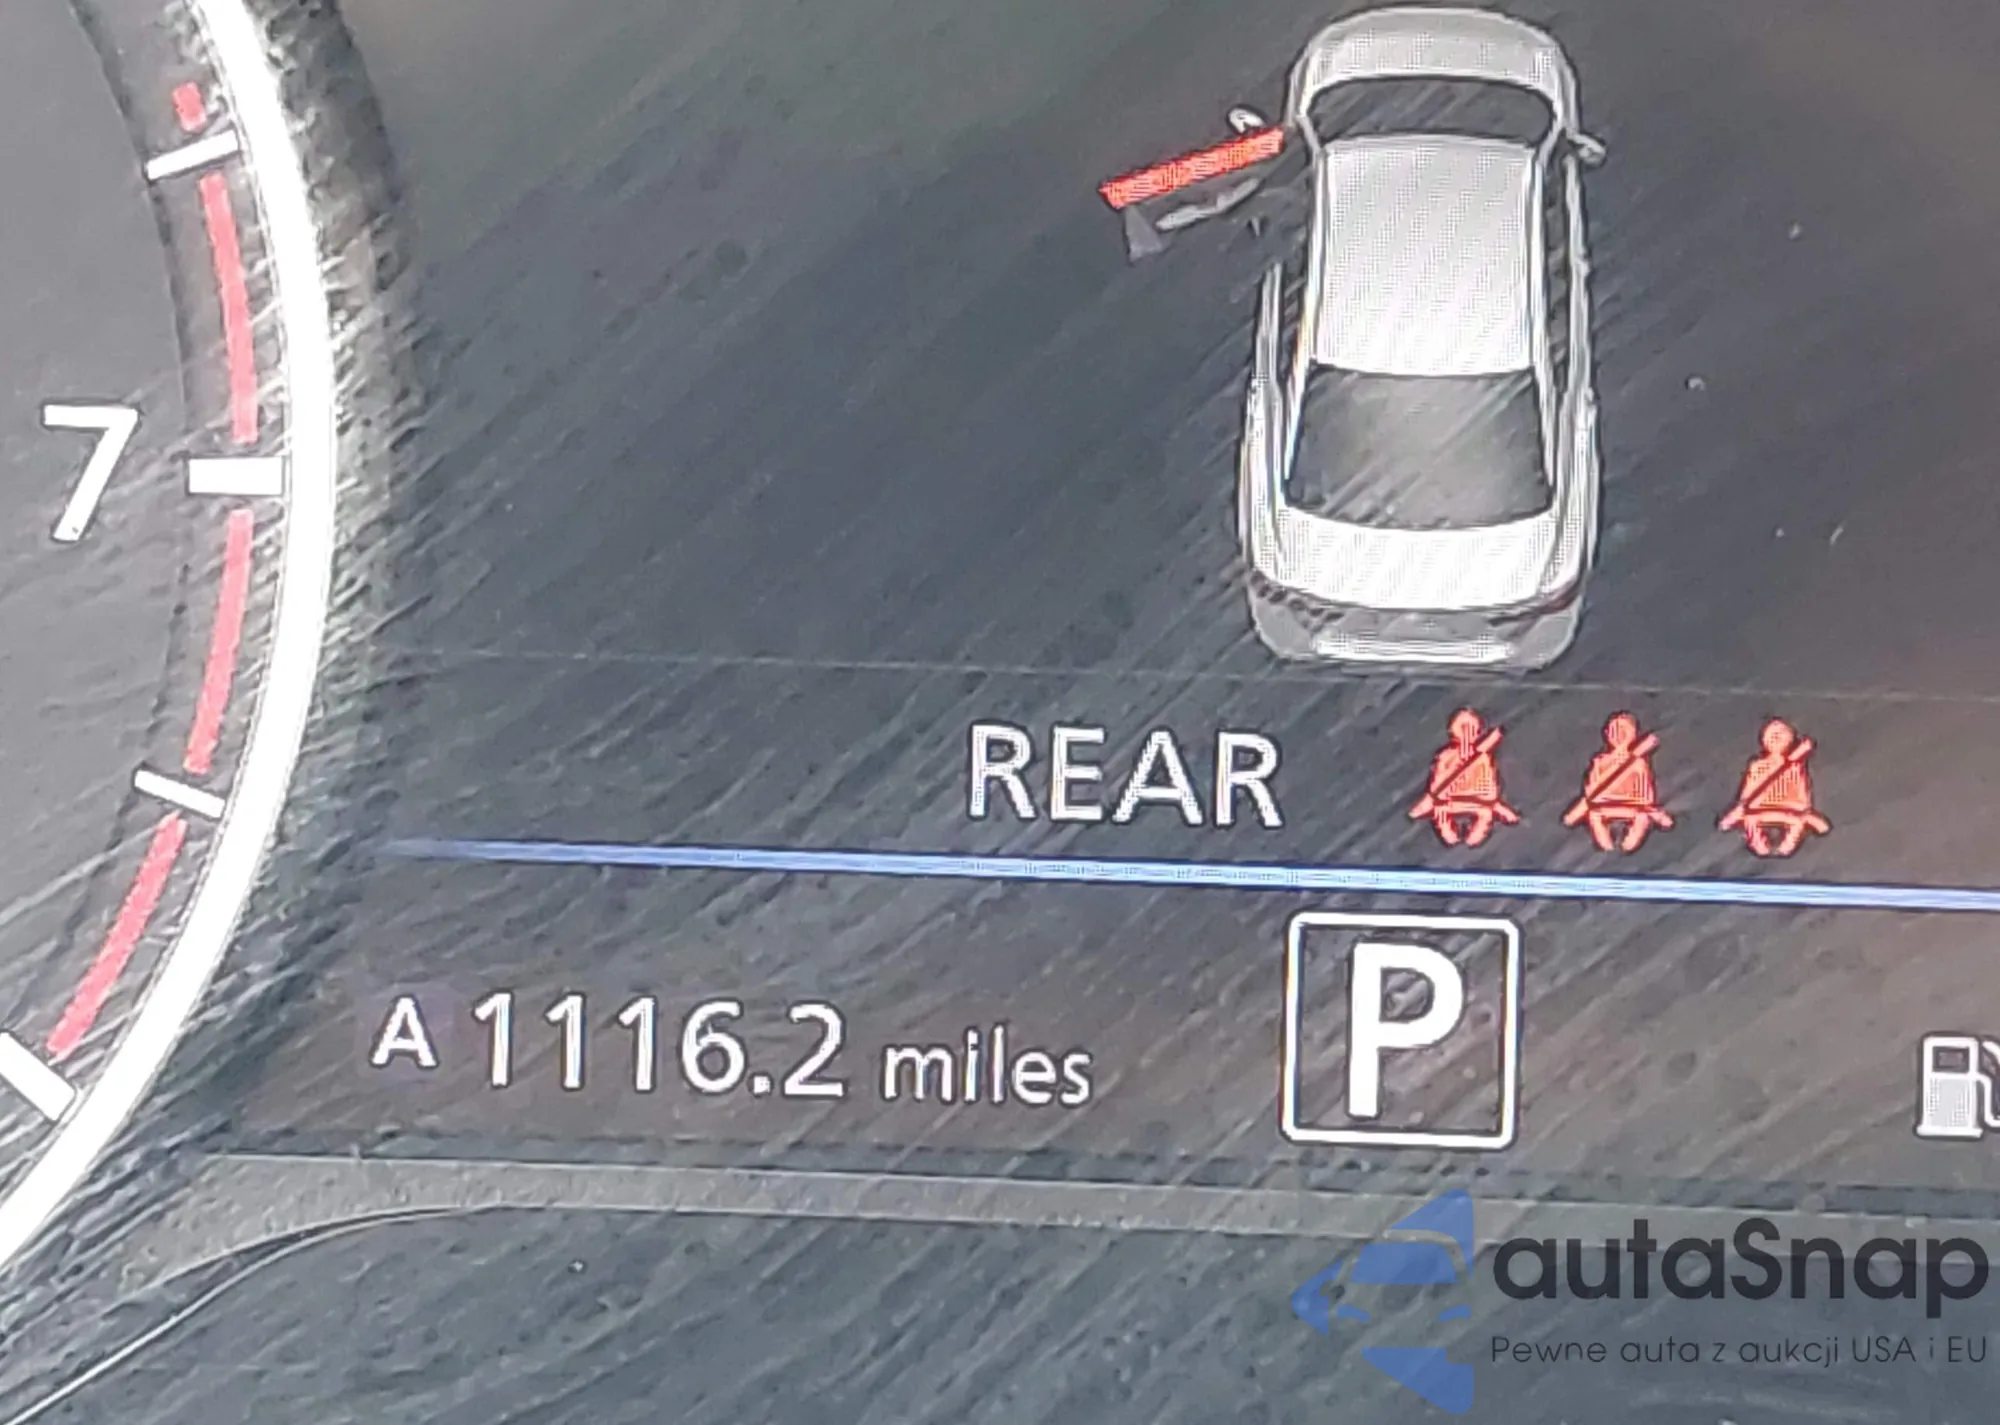 7
REAR
A 1116.2 miles
P
autaSnap
Pewne auta z aukcji USA i EU